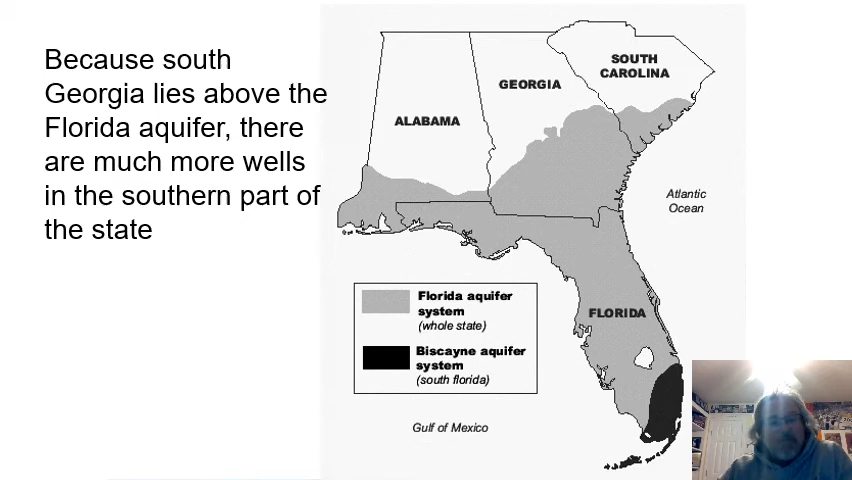 Because south
Georgia lies above the
Florida aquifer, there
are much more wells
in the southern part of
the state
SOUTH
CAROLINA
GEORGIA
ALABAMA
Atlantic
Ocean
Florida aquifer
system
(whole state)
FLORIDA
Biscayne aquifer
system
(south florida)
Gulf of Mexico